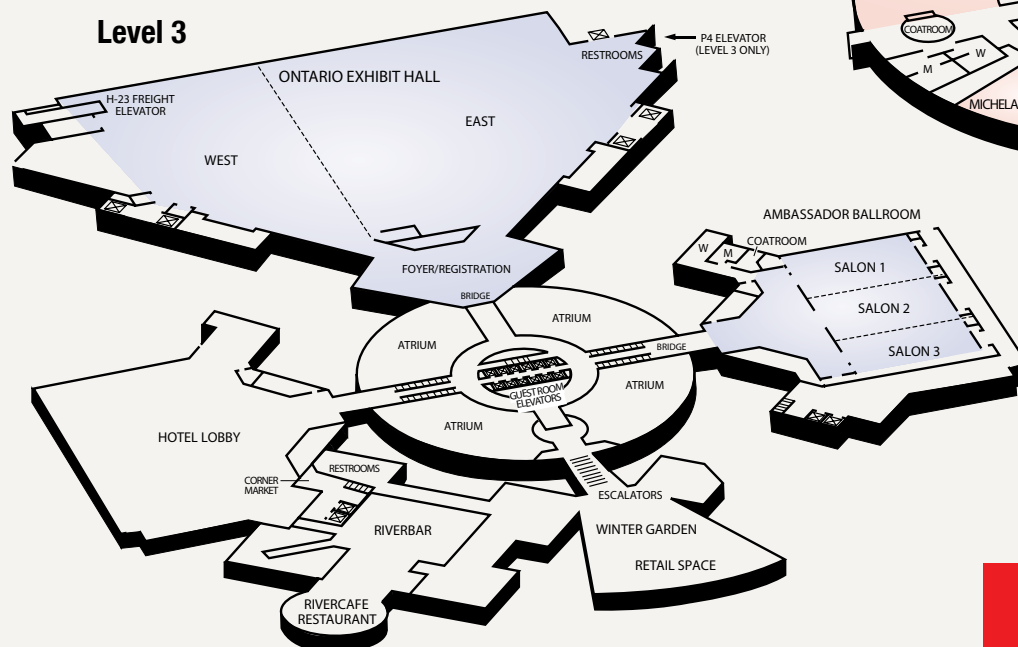 Level 3
P4 ELEVATOR
(LEVEL 3 ONLY)
RESTROOMS
COATROOM
W
M
ONTARIO EXHIBIT HALL
H-23 FREIGHT
ELEVATOR
EAST
WEST
AMBASSADOR BALLROOM
COATROOM
W
M
SALON 1
SALON 2
SALON 3
FOYER/REGISTRATION
BRIDGE
ATRIUM
ATRIUM
BRIDGE
GUEST ROOM
ELEVATORS
ATRIUM
ATRIUM
HOTEL LOBBY
RESTROOMS
CORNER
MARKET
ESCALATORS
RIVERBAR
WINTER GARDEN
RETAIL SPACE
RIVERCAFE
RESTAURANT